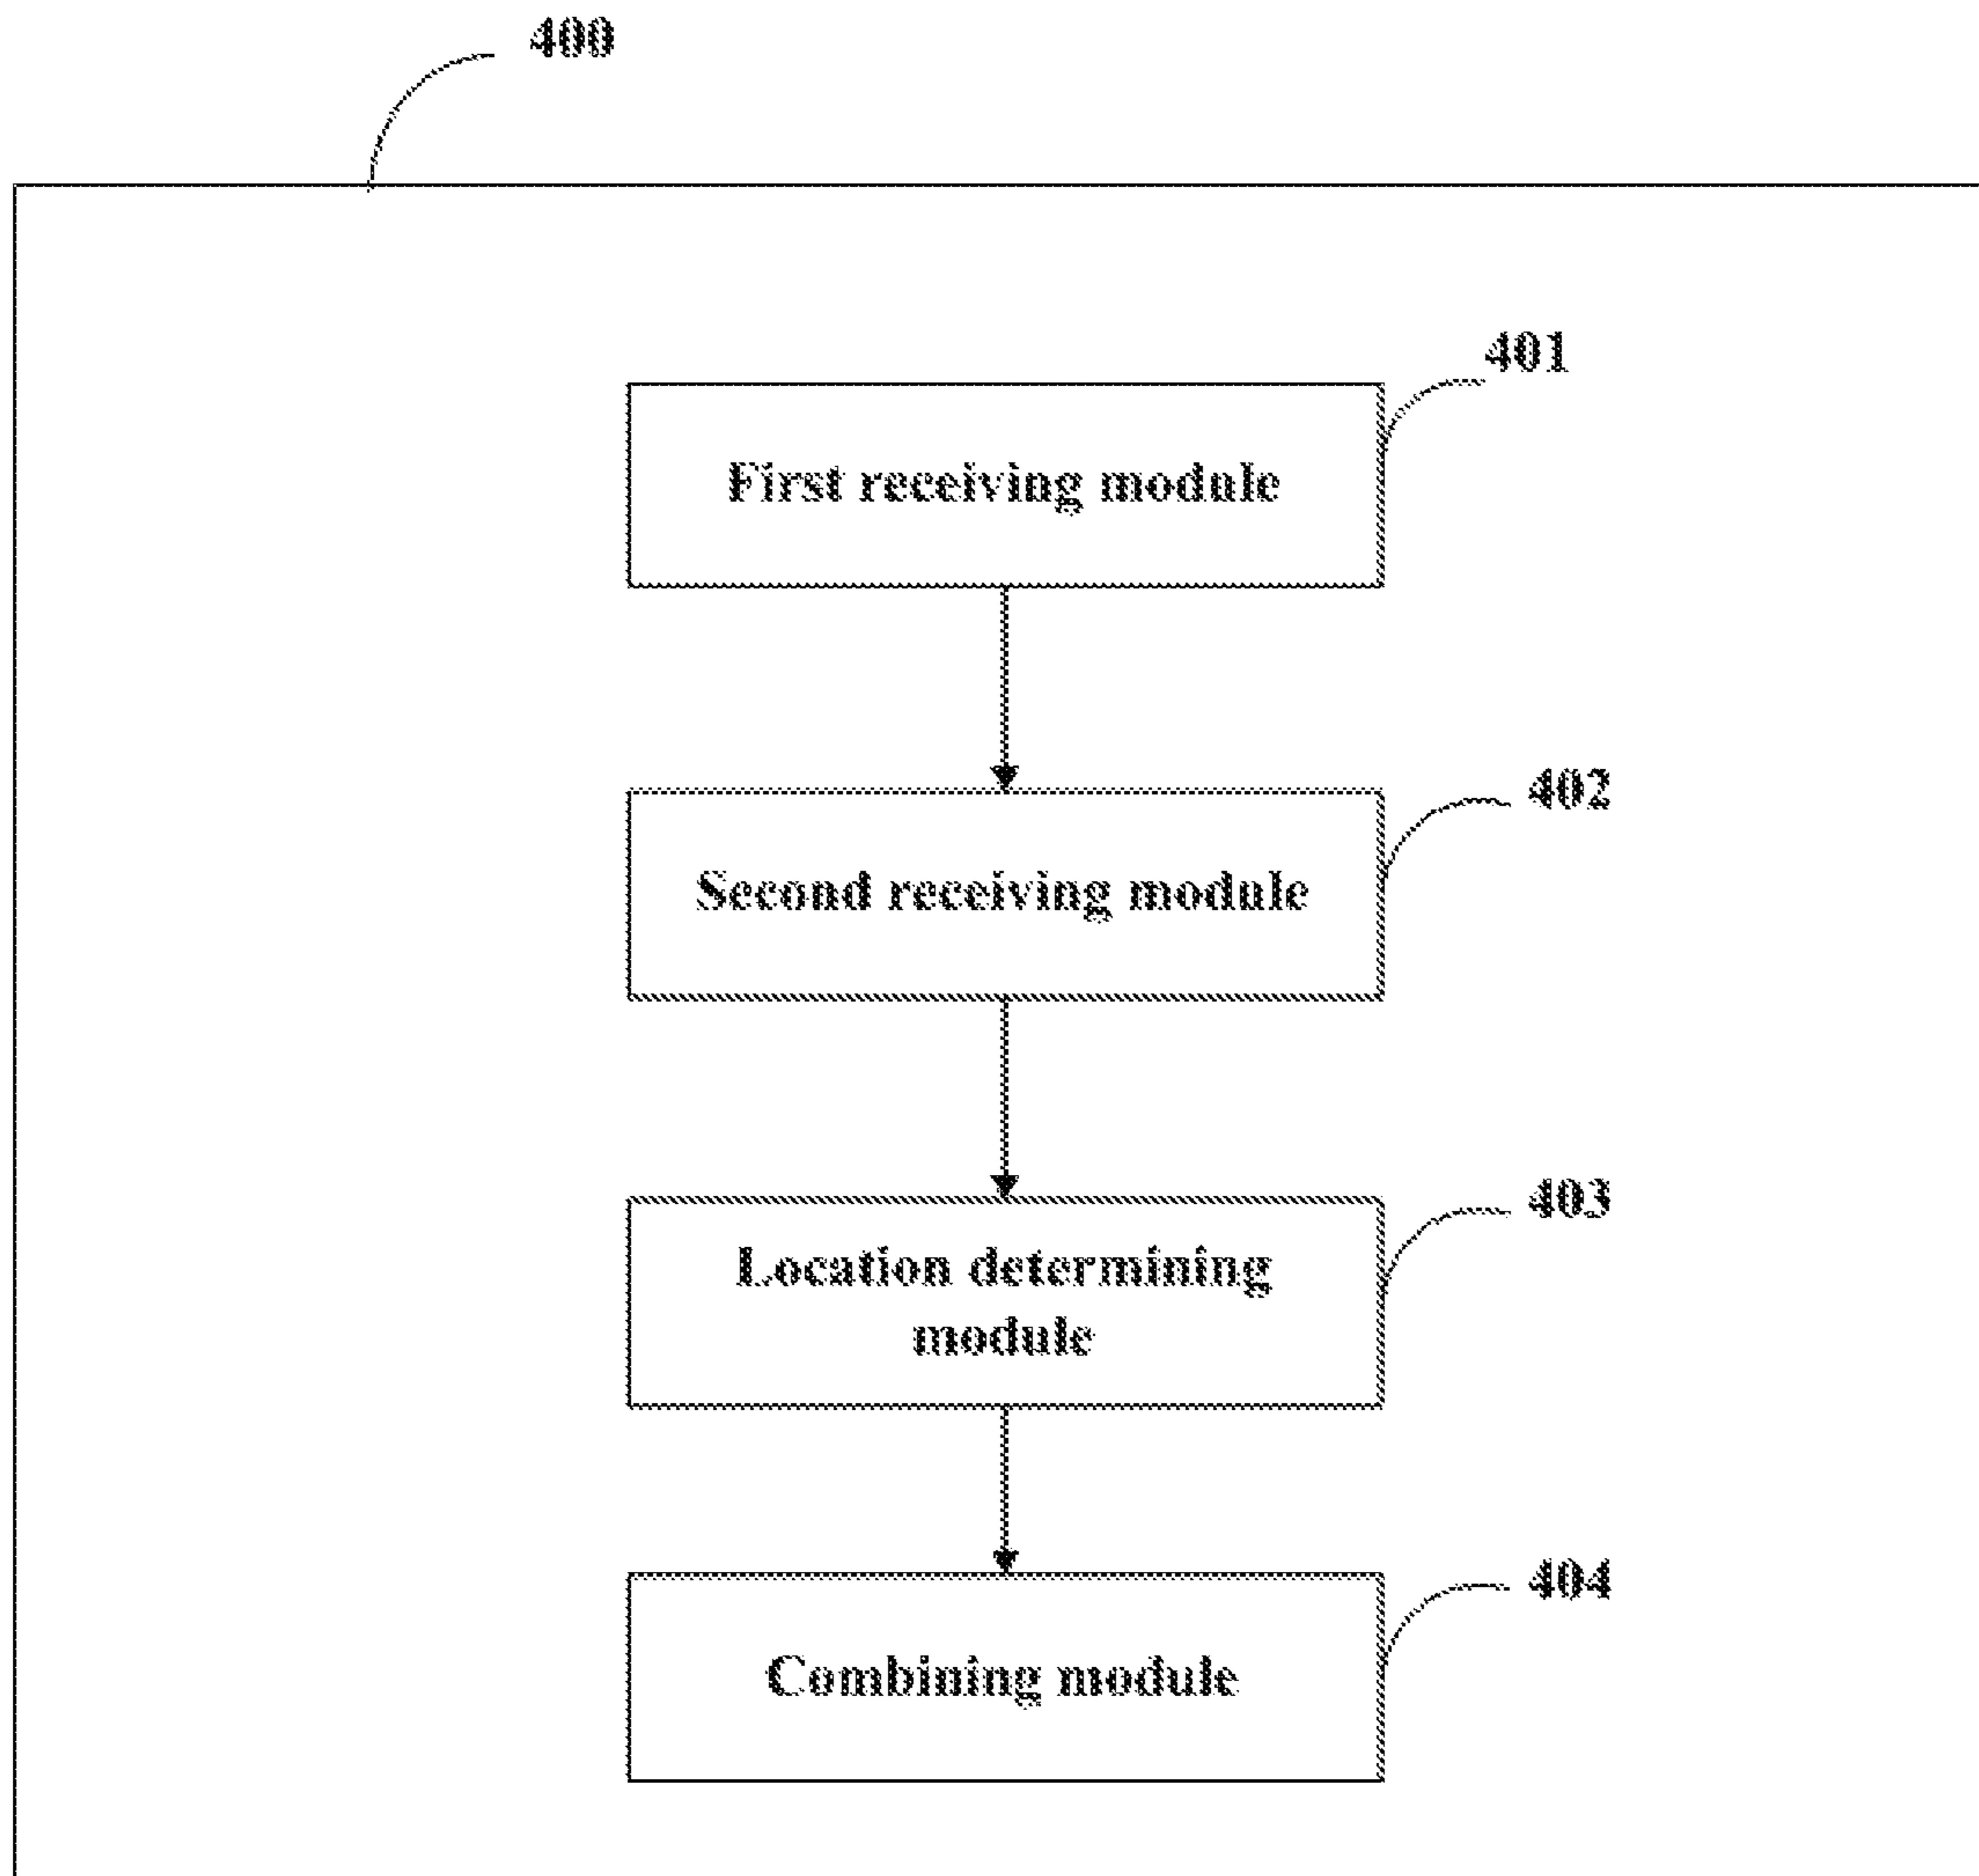 400
401
First receiving module
402
Second receiving module
403
Location determining
module
404
Combining module